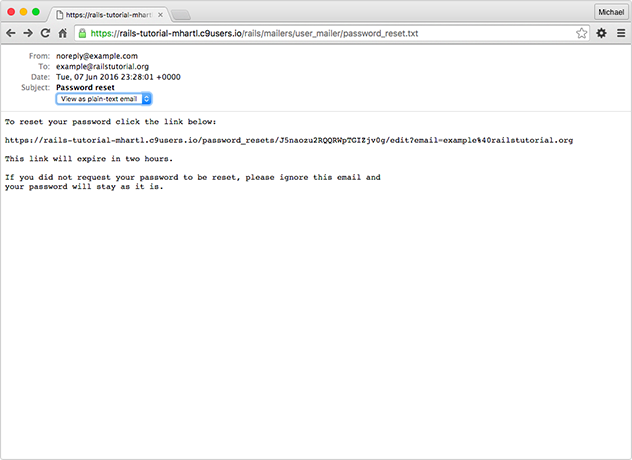 https://rails-tutorial-mhartl
Michael
https://rails-tutorial-mhartl.c9users.io/rails/mailers/user_mailer/password_reset.txt
From: noreply@example.com
To: example@railstutorial.org
Date: Tue, 07 Jun 2016 23:28:01 +0000
Subject: Password reset
View as plain-text email
To reset your password click the link below:
https://rails-tutorial-mhartl.c9users.io/password_resets/J5naozu2RQQRWpTGIZjv0g/edit?email=example%40railstutorial.org
This link will expire in two hours.
If you did not request your password to be reset, please ignore this email and
your password will stay as it is.